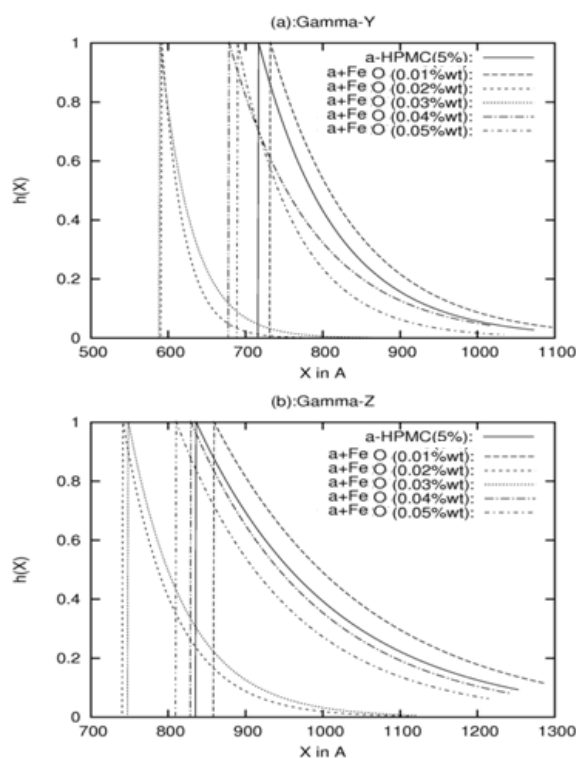 (a):Gamma-Y
1
0.8
0.6
0.4
0.2
0
h(X)
a-HPMC(5%):
a+Fe O (0.01%wt):
a+Fe O (0.02%wt):
a+Fe O (0.03%wt):
a+Fe O (0.04%wt):
a+Fe O (0.05%wt):
500 600 700 800 900 1000 1100
X in A
(b):Gamma-Z
1
0.8
0.6
0.4
0.2
0
h(X)
a-HPMC(5%):
a+Fe O (0.01%wt):
a+Fe O (0.02%wt):
a+Fe O (0.03%wt):
a+Fe O (0.04%wt):
a+Fe O (0.05%wt):
700 800 900 1000 1100 1200 1300
X in A